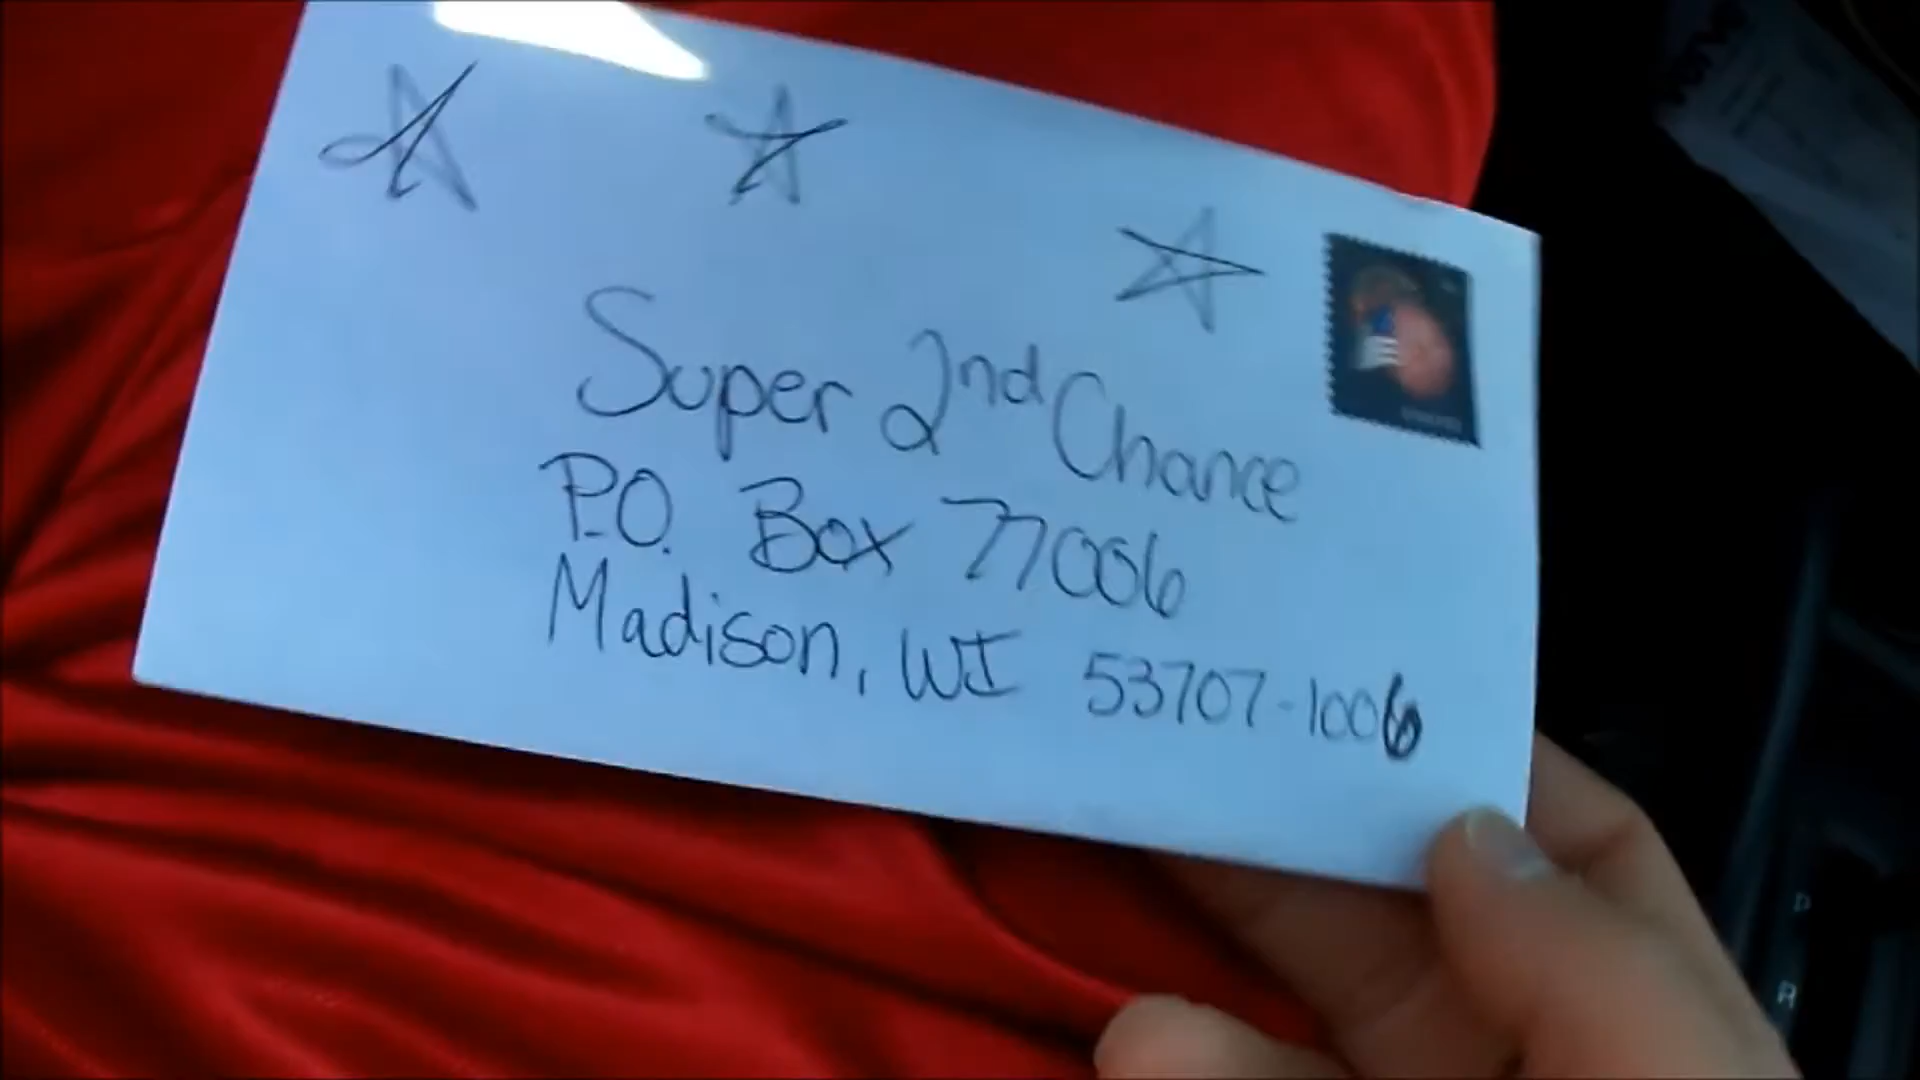 Super 2nd Chance
P.O. Box 77006
Madison, WI 53707-1006
D
R